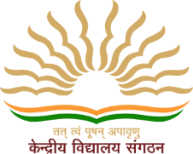 तत् त्वं पूषन् अपावृणु
केन्द्रीय विद्यालय संगठन